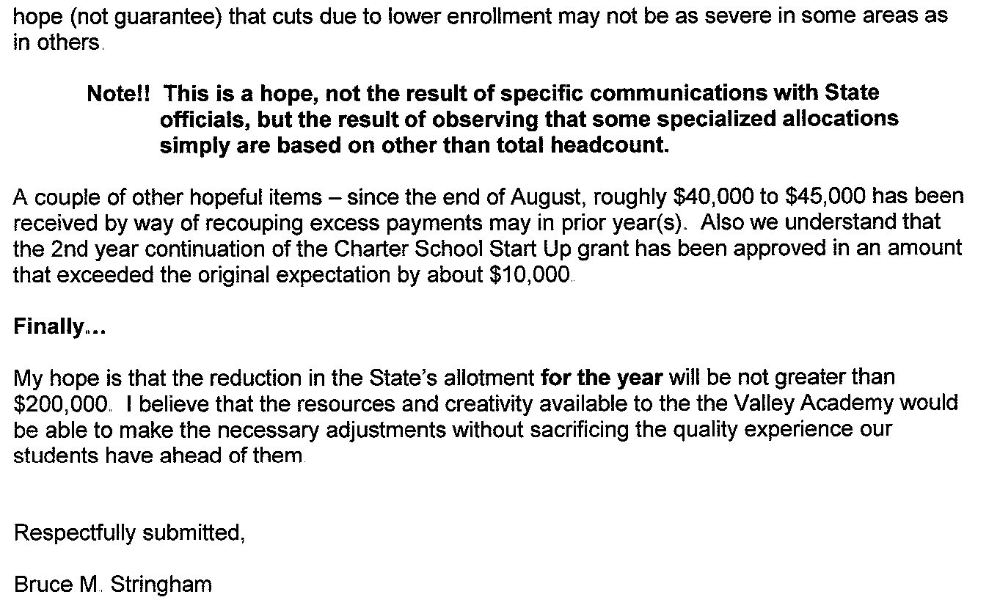 hope (not guarantee) that cuts due to lower enrollment may not be as severe in some areas as
in others.
Note!! This is a hope, not the result of specific communications with State
officials, but the result of observing that some specialized allocations
simply are based on other than total headcount.
A couple of other hopeful items – since the end of August, roughly $40,000 to $45,000 has been
received by way of recouping excess payments may in prior year(s). Also we understand that
the 2nd year continuation of the Charter School Start Up grant has been approved in an amount
that exceeded the original expectation by about $10,000.
Finally...
My hope is that the reduction in the State's allotment for the year will be not greater than
$200,000. I believe that the resources and creativity available to the the Valley Academy would
be able to make the necessary adjustments without sacrificing the quality experience our
students have ahead of them.
Respectfully submitted,
Bruce M. Stringham